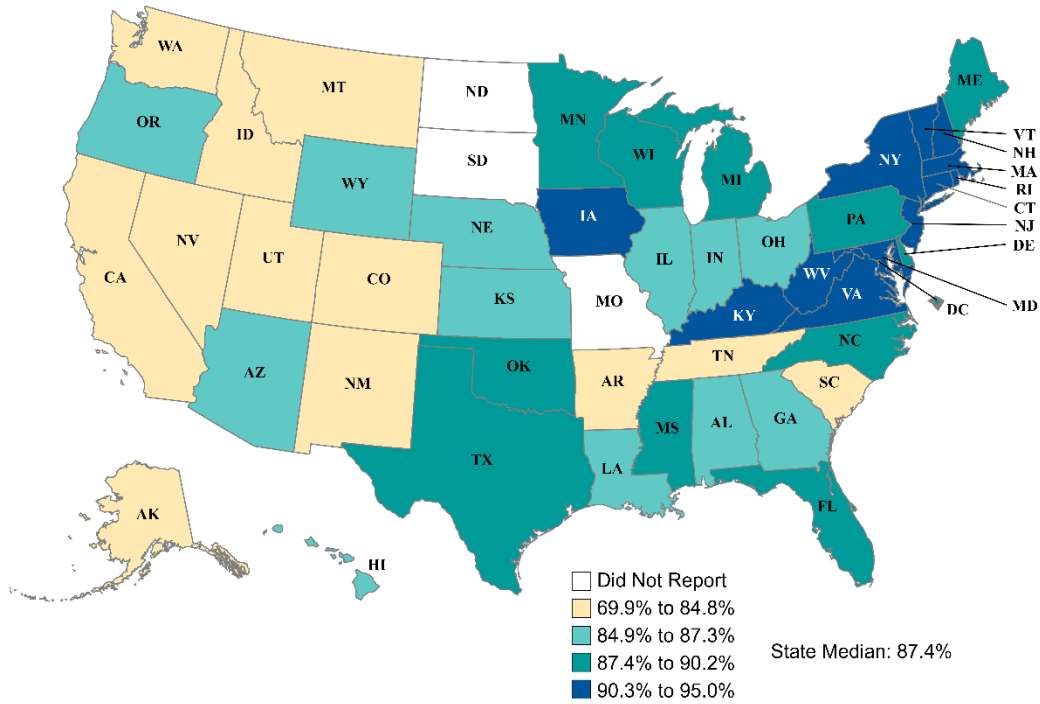 WA
MT
ND
MN
ME
OR
ID
SD
WI
VT
NH
WY
NY
MA
MI
RI
CT
IA
NE
PA
NJ
DE
NV
UT
IL
IN
OH
CA
CO
WV
KS
MO
VA
KY
MD
DC
NC
TN
AZ
OK
NM
AR
SC
MS
AL
GA
TX
LA
FL
AK
HI
Did Not Report
69.9% to 84.8%
84.9% to 87.3%
87.4% to 90.2%
90.3% to 95.0%
State Median: 87.4%